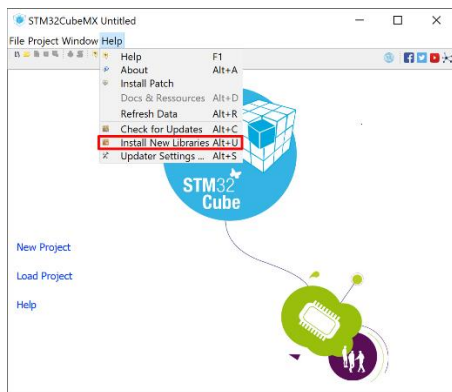 STM32CubeMX Untitled
File Project Window Help
Help F1
About Alt+A
Install Patch
Docs & Ressources Alt+D
Refresh Data Alt+R
Check for Updates Alt+C
Install New Libraries Alt+U
Updater Settings ... Alt+S
STM32
Cube
New Project
Load Project
Help